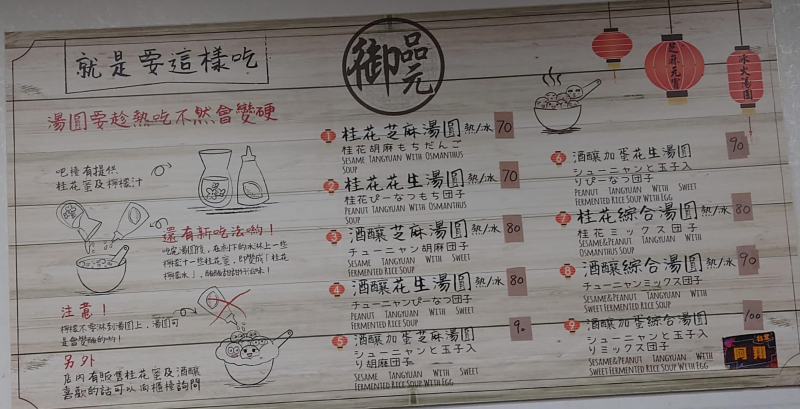 就是要這樣吃
湯圓要趁熱吃不然會變硬
吧檯有提供
桂花蜜及檸檬汁
還有新吃法喲！
吃完湯圓後，在剩下的冰淋上一些
檸檬汁＋一些桂花蜜，即變成「桂花
檸檬冰」，酸酸甜甜好滋味！
注意！
檸檬不要淋到湯圓上，湯圓可
是會變酸的喲！
另外
店內有販售桂花蜜及酒釀
喜歡的話可以向櫃檯詢問
御品元
1 桂花芝麻湯圓 熱/冰 70
桂花胡麻もちだんご
Sesame Tangyuan With Osmanthus
Soup
2 桂花花生湯圓 熱/冰 70
桂花ぴーなつもち団子
Peanut Tangyuan With Osmanthus
Soup
3 酒釀芝麻湯圓 熱/冰 80
チューニャン胡麻団子
Sesame Tangyuan With Sweet
Fermented Rice Soup
4 酒釀花生湯圓 熱/冰 80
チューニャンぴーなつ団子
Peanut Tangyuan With Sweet
Fermented Rice Soup
5 酒釀加蛋芝麻湯圓 90
シューニャンと玉子入
り胡麻団子
Sesame Tangyuan With Sweet
Fermented Rice Soup With Egg
芝麻元宵
冰火湯圓
6 酒釀加蛋花生湯圓 90
シューニャンと玉子入
りぴーなつ団子
Peanut Tangyuan With Sweet
Fermented Rice Soup With Egg
7 桂花綜合湯圓 熱/冰 80
桂花ミックス団子
Sesame&Peanut Tangyuan With
Osmanthus Soup
8 酒釀綜合湯圓 熱/冰 90
チューニャンミックス団子
Sesame&Peanut Tangyuan With
Sweet Fermented Rice Soup
9 酒釀加蛋綜合湯圓 100
シューニャンと玉子入
りミックス団子
Sesame&Peanut Tangyuan With
Sweet Fermented Rice Soup With Egg
阿翔